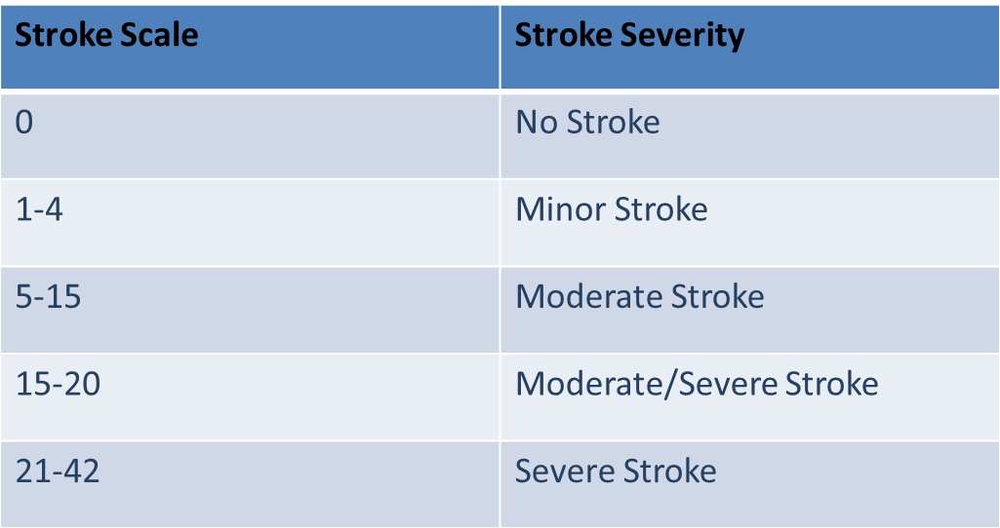 Stroke Scale Stroke Severity
0 No Stroke
1-4 Minor Stroke
5-15 Moderate Stroke
15-20 Moderate/Severe Stroke
21-42 Severe Stroke